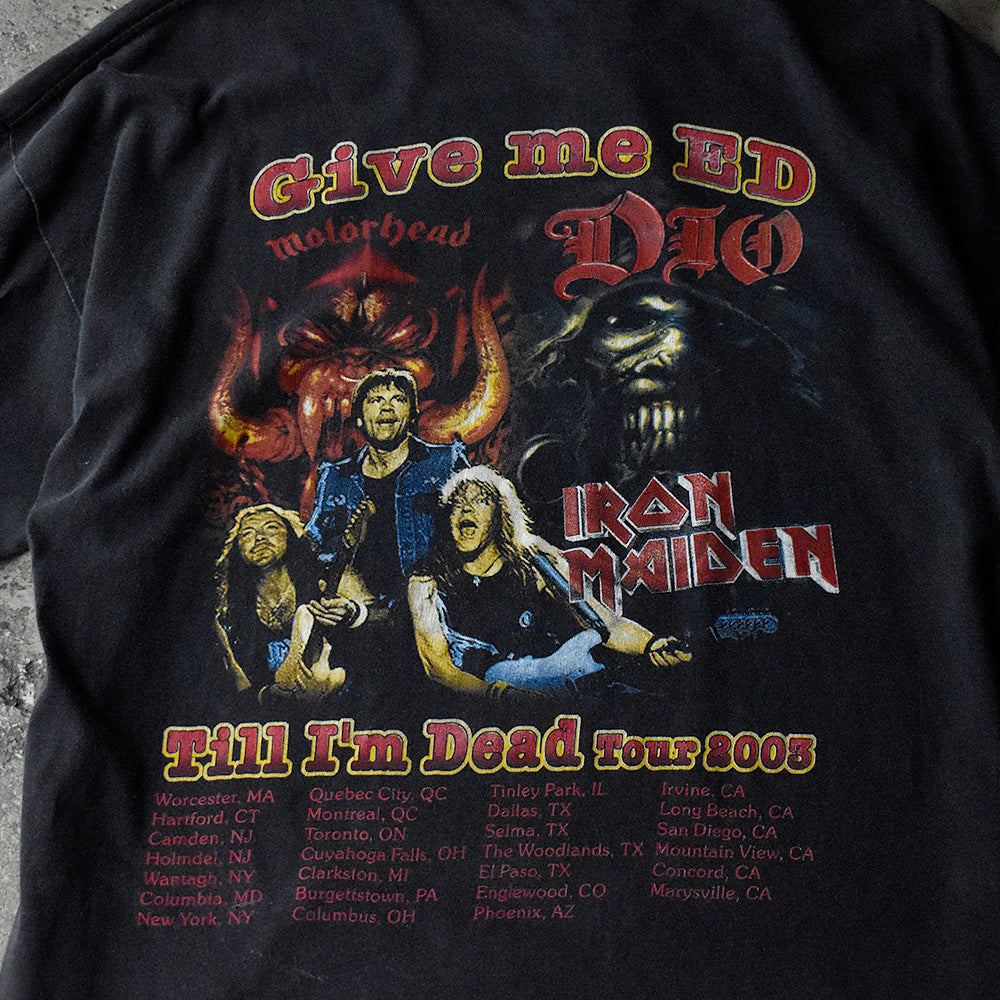 Give me ED
motörhead
DIO
IRON
MAIDEN
Till I'm Dead Tour 2003
Worcester, MA
Hartford, CT
Camden, NJ
Holmdel, NJ
Wantagh, NY
Columbia, MD
New York, NY
Quebec City, QC
Montreal, QC
Toronto, ON
Cuyahoga Falls, OH
Clarkston, MI
Burgettstown, PA
Columbus, OH
Tinley Park, IL
Dallas, TX
Selma, TX
The Woodlands, TX
El Paso, TX
Englewood, CO
Phoenix, AZ
Irvine, CA
Long Beach, CA
San Diego, CA
Mountain View, CA
Concord, CA
Marysville, CA